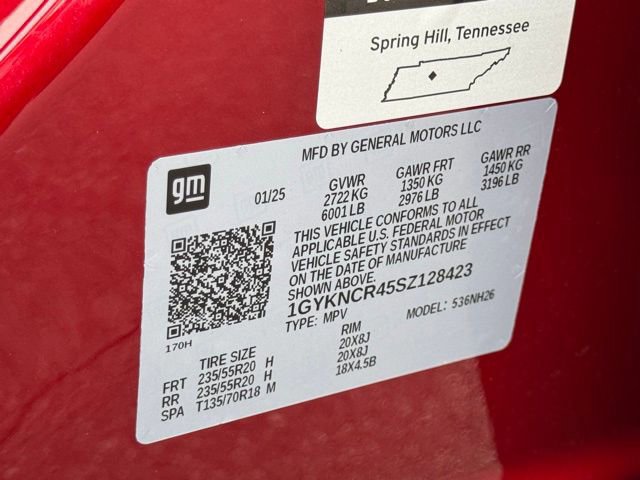 Spring Hill, Tennessee
MFD BY GENERAL MOTORS LLC
gm
01/25
GVWR GAWR FRT GAWR RR
2722 KG 1350 KG 1450 KG
6001 LB 2976 LB 3196 LB
THIS VEHICLE CONFORMS TO ALL
APPLICABLE U.S. FEDERAL MOTOR
VEHICLE SAFETY STANDARDS IN EFFECT
ON THE DATE OF MANUFACTURE
SHOWN ABOVE.
1GYKNCR45SZ128423
TYPE: MPV MODEL: 536NH26
170H
TIRE SIZE RIM
FRT 235/55R20 H 20X8J
RR 235/55R20 H 20X8J
SPA T135/70R18 M 18X4.5B